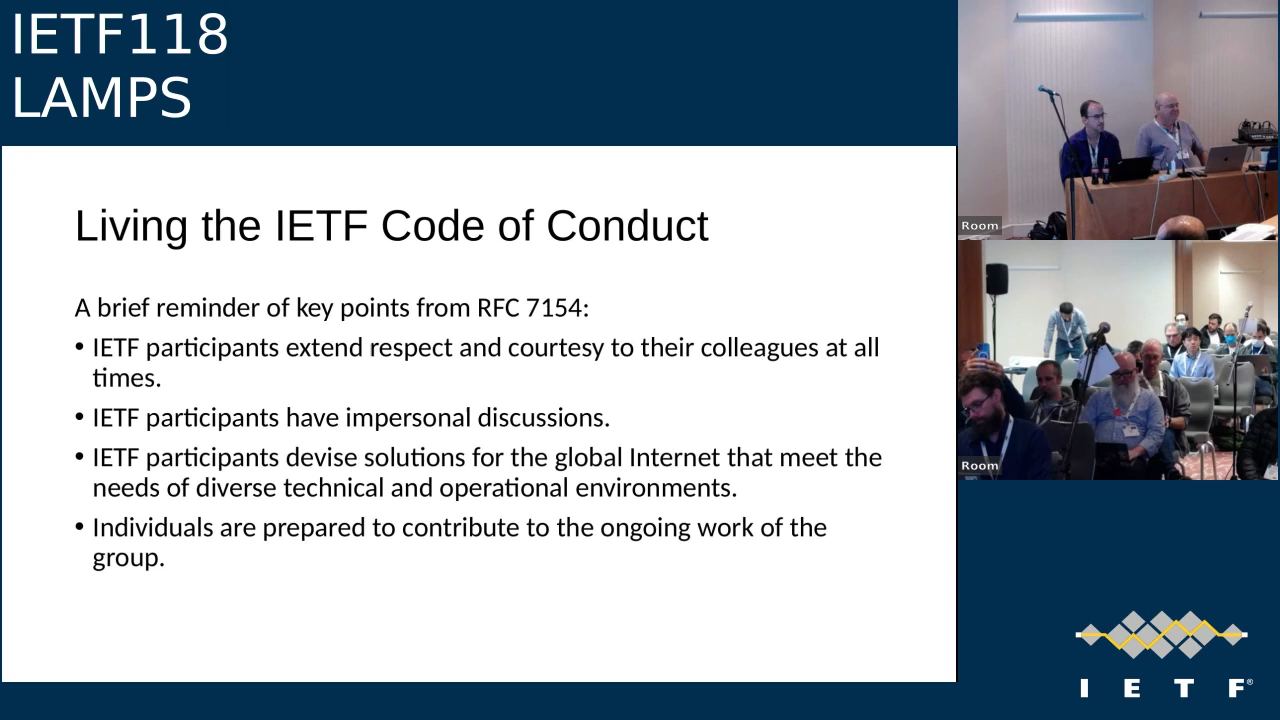 IETF118
LAMPS
Living the IETF Code of Conduct
A brief reminder of key points from RFC 7154:
• IETF participants extend respect and courtesy to their colleagues at all
times.
• IETF participants have impersonal discussions.
• IETF participants devise solutions for the global Internet that meet the
needs of diverse technical and operational environments.
• Individuals are prepared to contribute to the ongoing work of the
group.
Room
Room
I E T F®